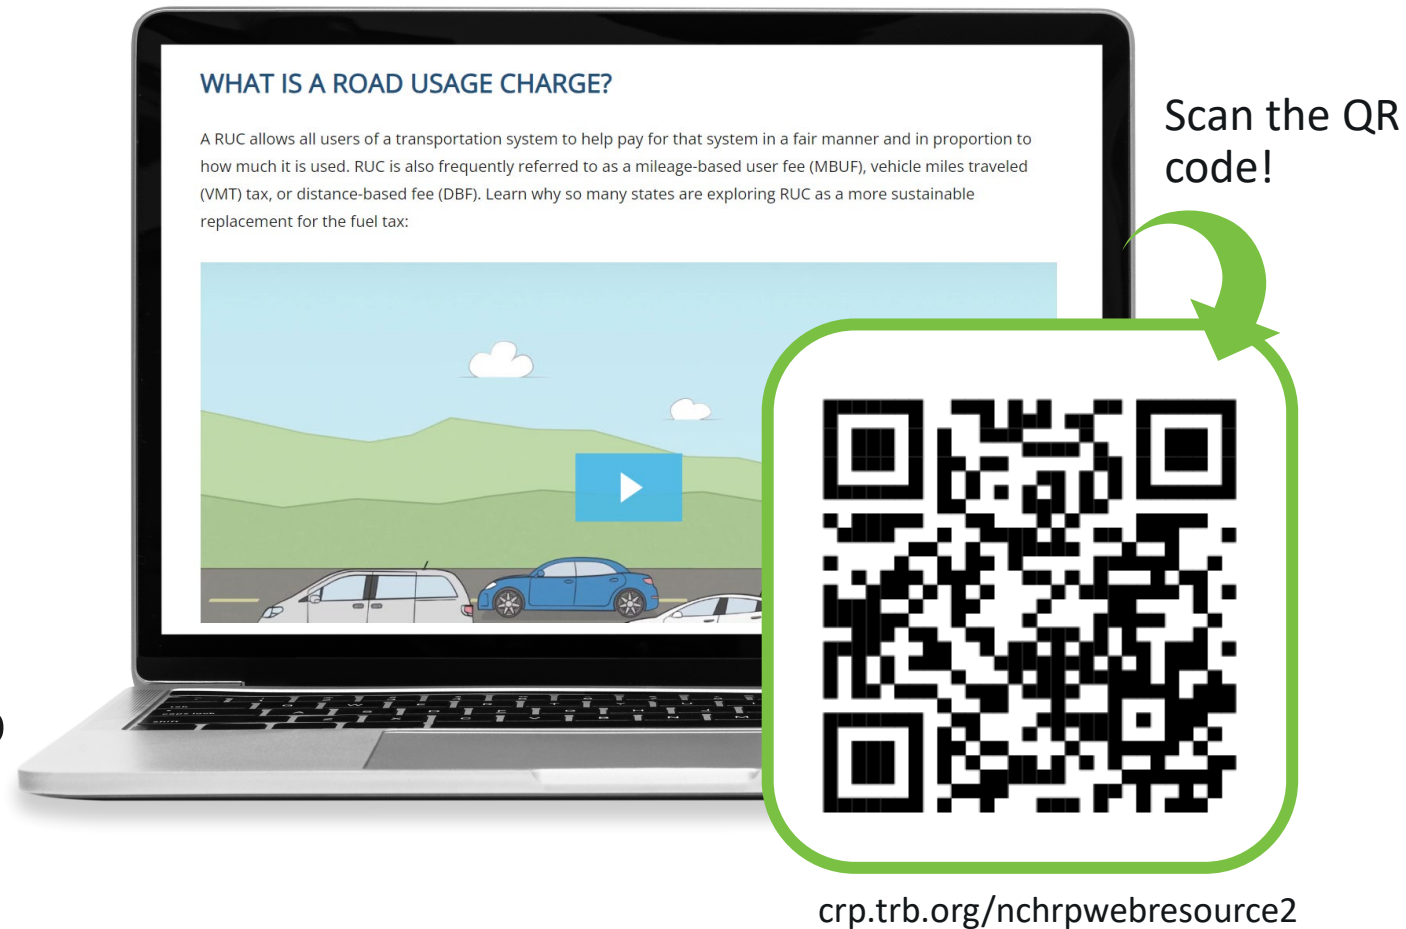 WHAT IS A ROAD USAGE CHARGE?
A RUC allows all users of a transportation system to help pay for that system in a fair manner and in proportion to
how much it is used. RUC is also frequently referred to as a mileage-based user fee (MBUF), vehicle miles traveled
(VMT) tax, or distance-based fee (DBF). Learn why so many states are exploring RUC as a more sustainable
replacement for the fuel tax:
Scan the QR
code!
crp.trb.org/nchrpwebresource2